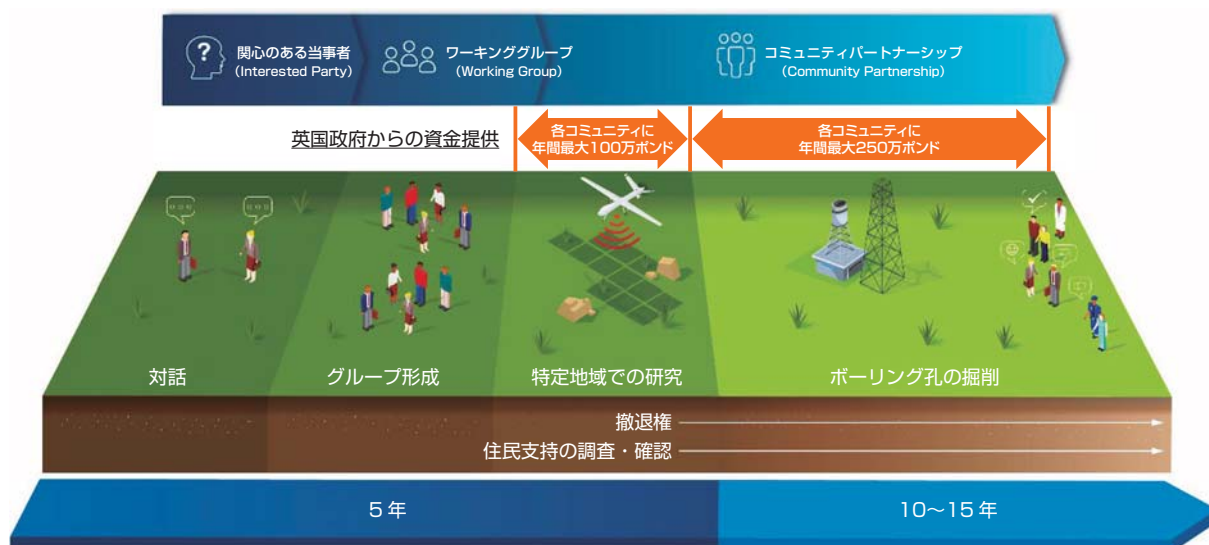 ?
関心のある当事者
(Interested Party)
ワーキンググループ
(Working Group)
コミュニティパートナーシップ
(Community Partnership)
英国政府からの資金提供
各コミュニティに
年間最大100万ポンド
各コミュニティに
年間最大250万ポンド
対話
グループ形成
特定地域での研究
ボーリング孔の掘削
撤退権
住民支持の調査・確認
5年
10〜15年